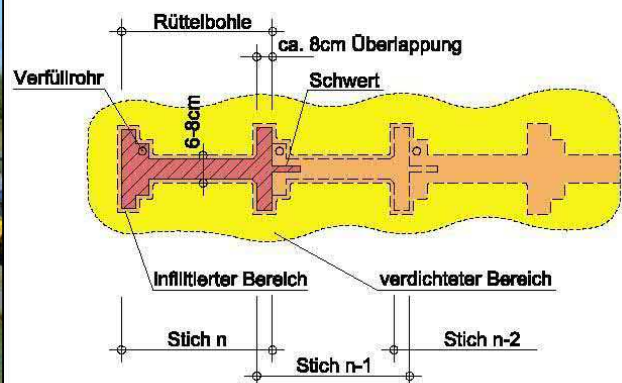 Rüttelbohle
ca. 8cm Überlappung
Verfüllrohr
Schwert
6-8cm
Infiltierter Bereich
verdichteter Bereich
Stich n
Stich n-2
Stich n-1